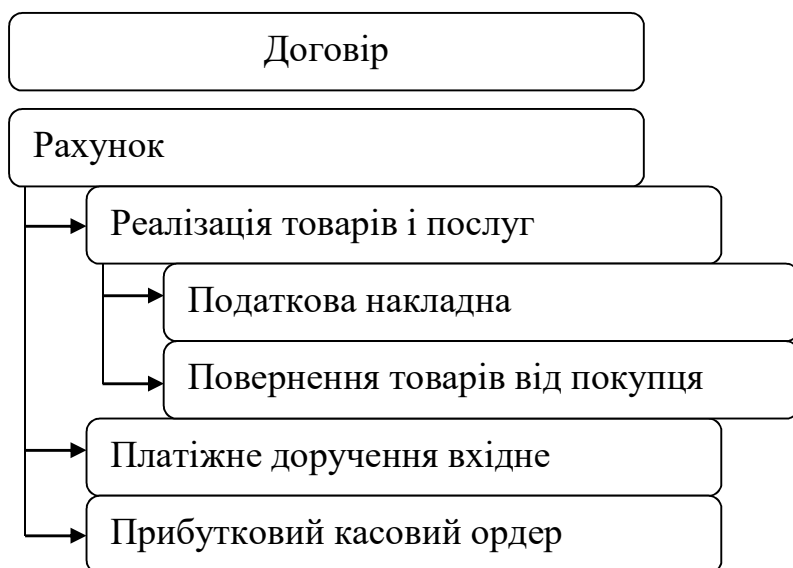 Договір
Рахунок
Реалізація товарів і послуг
Податкова накладна
Повернення товарів від покупця
Платіжне доручення вхідне
Прибутковий касовий ордер